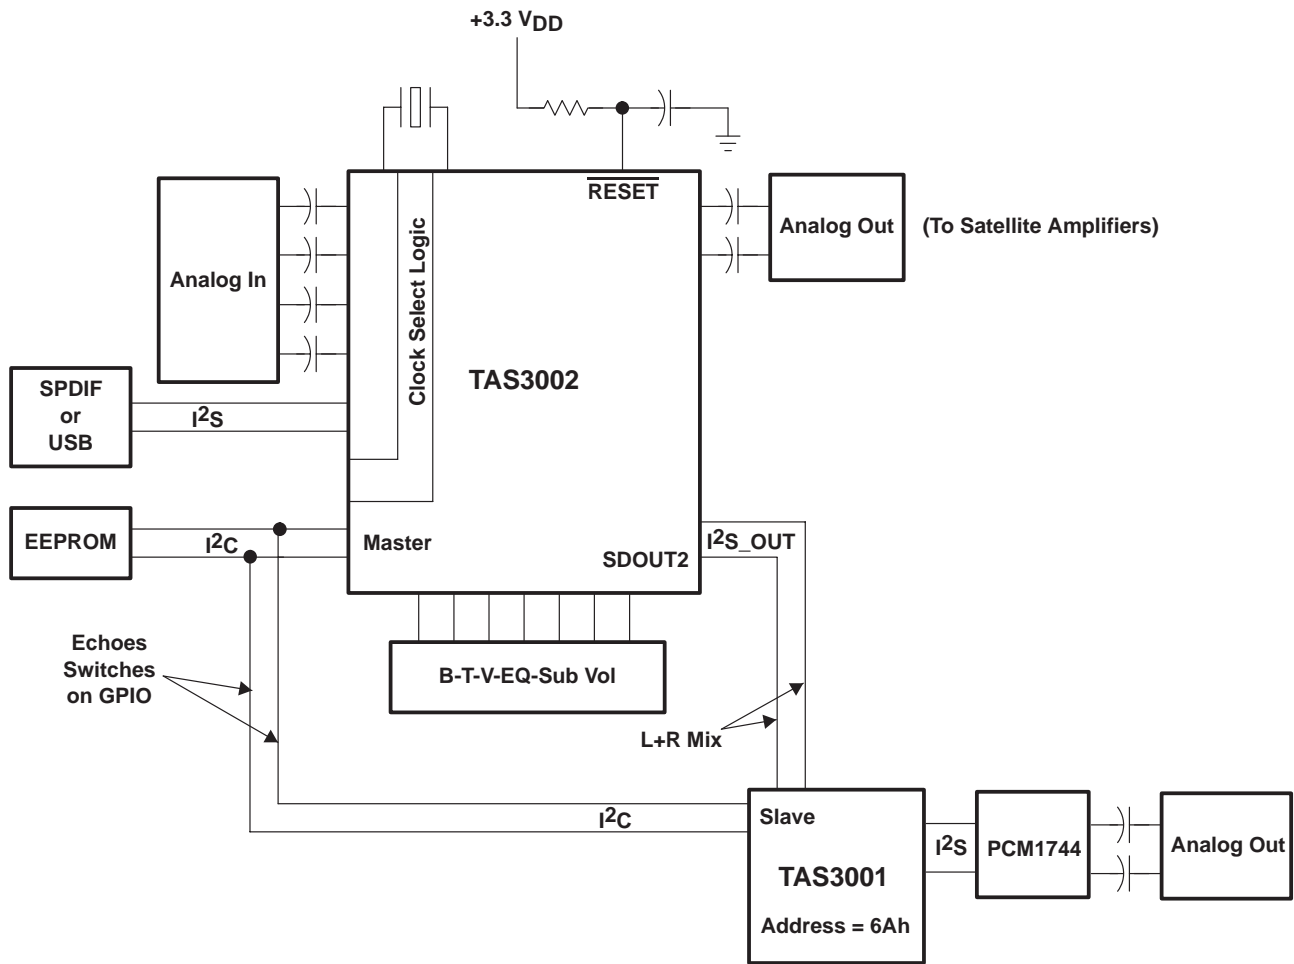 +3.3 VDD
RESET
Analog In
Clock Select Logic
TAS3002
Analog Out
(To Satellite Amplifiers)
SPDIF
or
USB
I2S
EEPROM
I2C
Master
SDOUT2
I2S_OUT
B-T-V-EQ-Sub Vol
Echoes
Switches
on GPIO
L+R Mix
I2C
Slave
TAS3001
Address = 6Ah
I2S
PCM1744
Analog Out